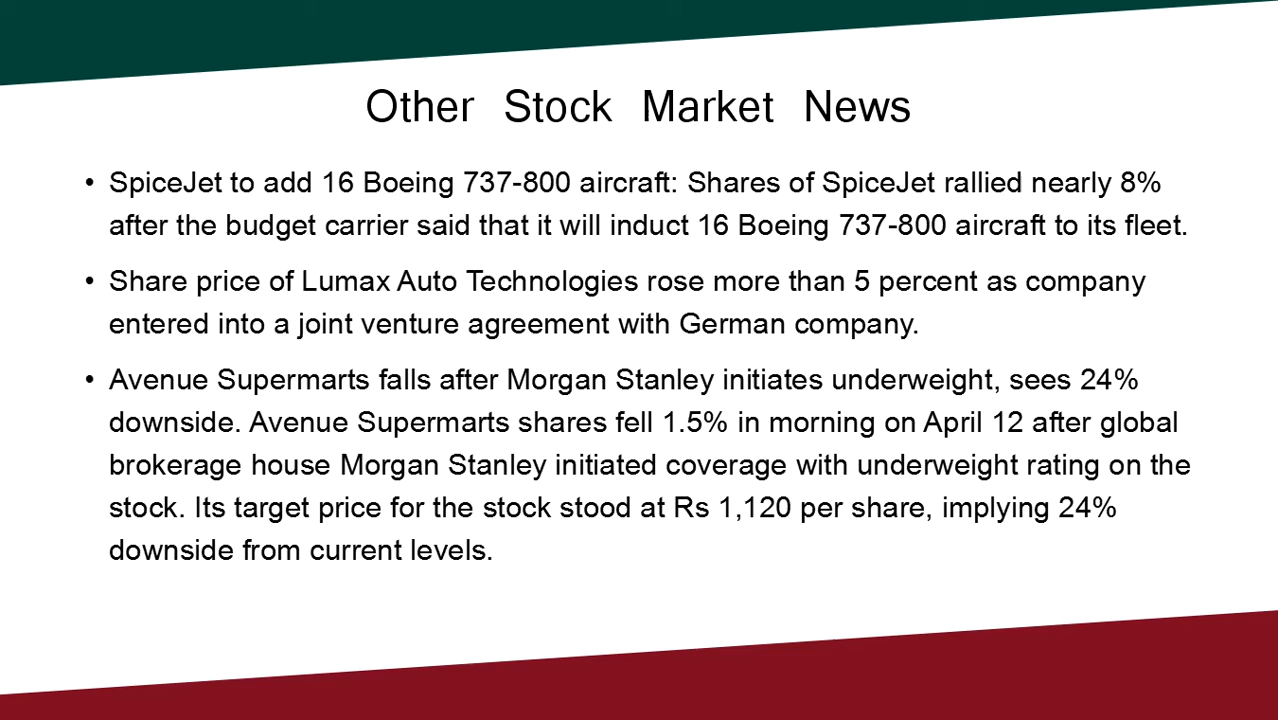 Other Stock Market News
• SpiceJet to add 16 Boeing 737-800 aircraft: Shares of SpiceJet rallied nearly 8%
after the budget carrier said that it will induct 16 Boeing 737-800 aircraft to its fleet.
• Share price of Lumax Auto Technologies rose more than 5 percent as company
entered into a joint venture agreement with German company.
• Avenue Supermarts falls after Morgan Stanley initiates underweight, sees 24%
downside. Avenue Supermarts shares fell 1.5% in morning on April 12 after global
brokerage house Morgan Stanley initiated coverage with underweight rating on the
stock. Its target price for the stock stood at Rs 1,120 per share, implying 24%
downside from current levels.